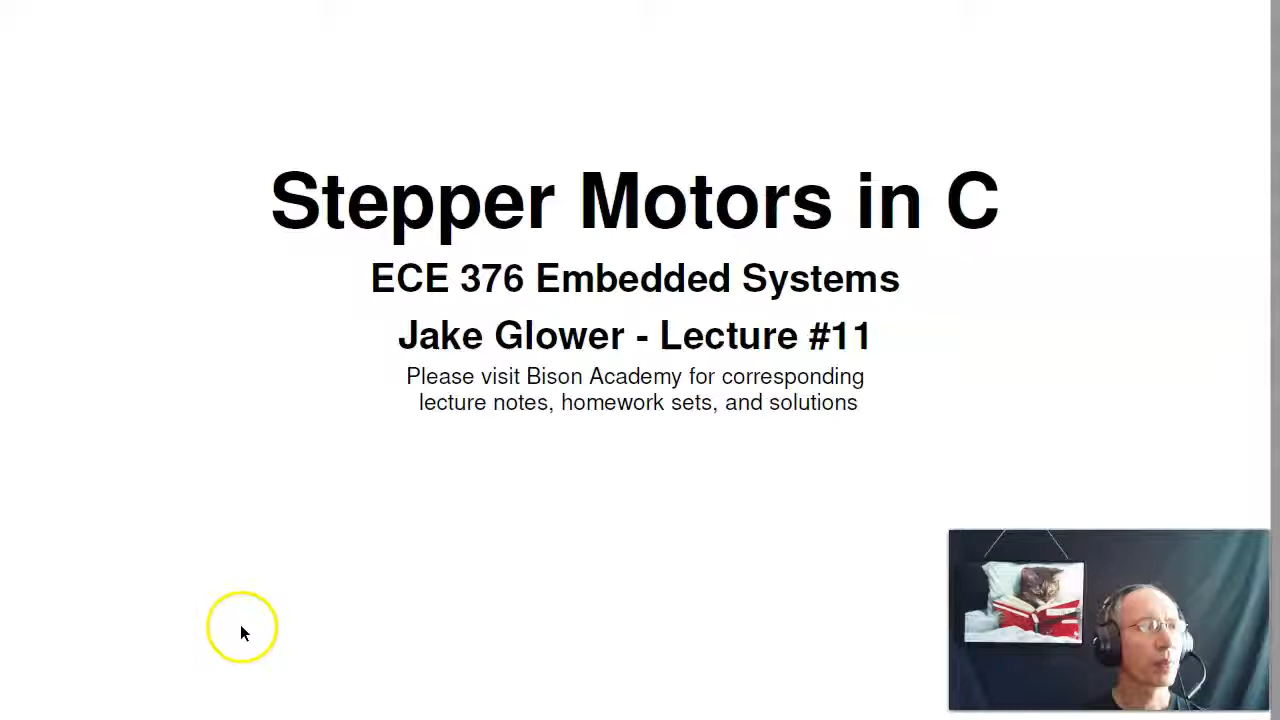 Stepper Motors in C
ECE 376 Embedded Systems
Jake Glower - Lecture #11
Please visit Bison Academy for corresponding
lecture notes, homework sets, and solutions